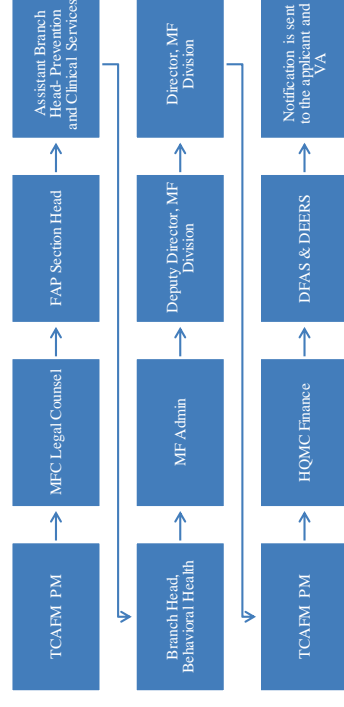 TCAFM PM
MFC Legal Counsel
FAP Section Head
Assistant Branch
Head- Prevention
and Clinical Services
Branch Head,
Behavioral Health
MF Admin
Deputy Director, MF
Division
Director, MF
Division
TCAFM PM
HQMC Finance
DFAS & DEERS
Notification is sent
to the applicant and
VA